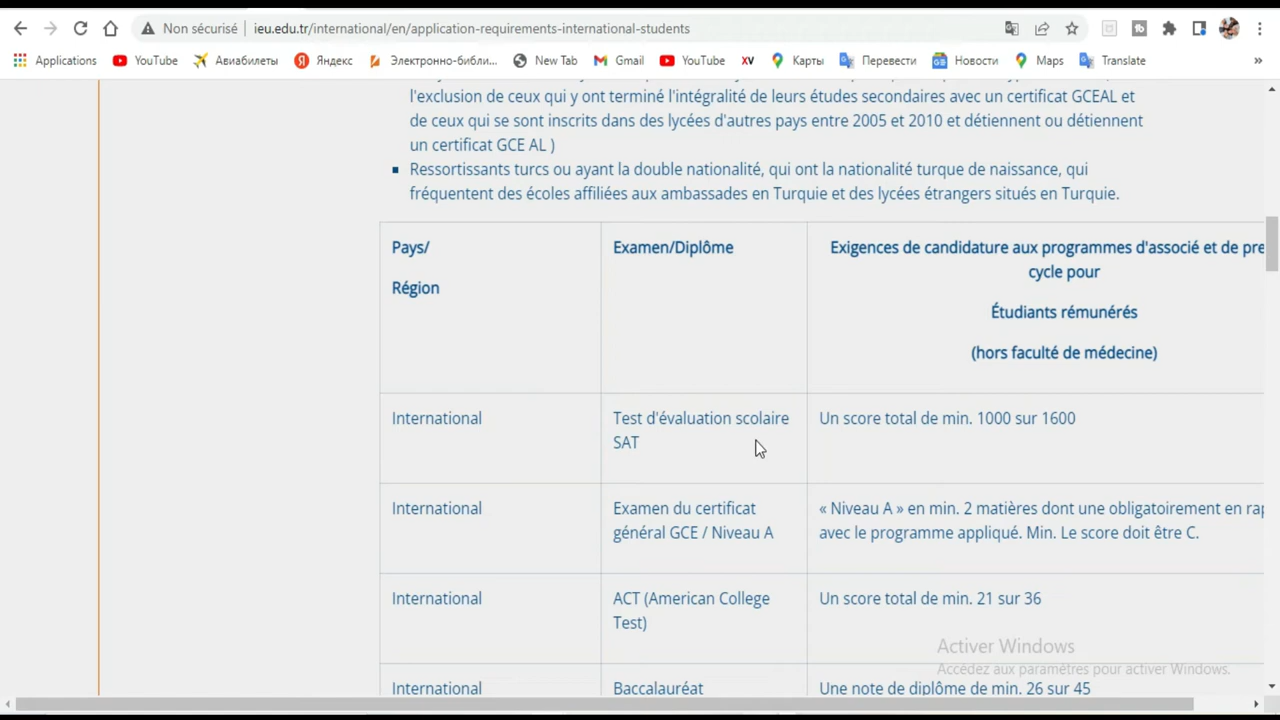 Non sécurisé
ieu.edu.tr/international/en/application-requirements-international-students
Applications
YouTube
Авиабилеты
Яндекс
Электронно-библи...
New Tab
Gmail
YouTube
XV
Карты
Перевести
Новости
Maps
Translate
»
l'exclusion de ceux qui y ont terminé l'intégralité de leurs études secondaires avec un certificat GCEAL et
de ceux qui se sont inscrits dans des lycées d'autres pays entre 2005 et 2010 et détiennent ou détiennent
un certificat GCE AL )
Ressortissants turcs ou ayant la double nationalité, qui ont la nationalité turque de naissance, qui
fréquentent des écoles affiliées aux ambassades en Turquie et des lycées étrangers situés en Turquie.
Pays/
Région
Examen/Diplôme
Exigences de candidature aux programmes d'associé et de pre
cycle pour
Étudiants rémunérés
(hors faculté de médecine)
International
Test d'évaluation scolaire
SAT
Un score total de min. 1000 sur 1600
International
Examen du certificat
général GCE / Niveau A
« Niveau A » en min. 2 matières dont une obligatoirement en rap
avec le programme appliqué. Min. Le score doit être C.
International
ACT (American College
Test)
Un score total de min. 21 sur 36
International
Baccalauréat
Une note de diplôme de min. 26 sur 45
Activer Windows
Accédez aux paramètres pour activer Windows.